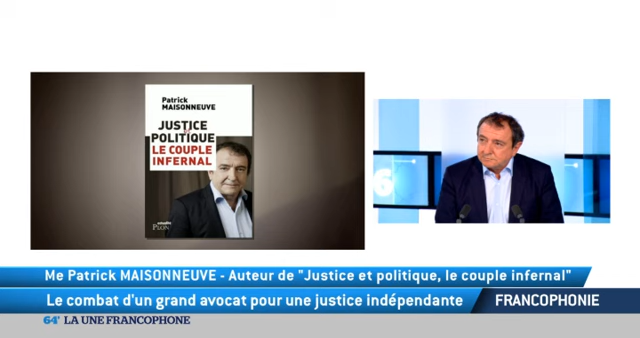 Patrick
MAISONNEUVE
JUSTICE
et
POLITIQUE
LE COUPLE
INFERNAL
PLON
Me Patrick MAISONNEUVE - Auteur de "Justice et politique, le couple infernal"
Le combat d'un grand avocat pour une justice indépendante FRANCOPHONIE
64' LA UNE FRANCOPHONE